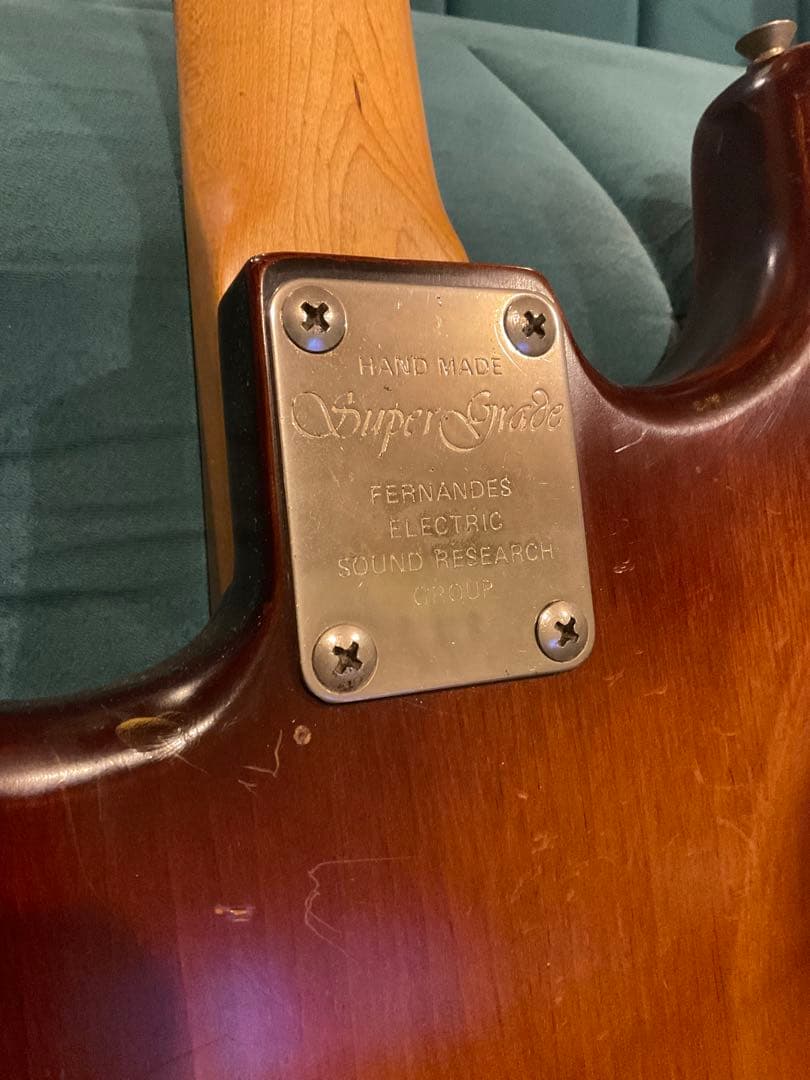 HAND MADE
Super Grade
FERNANDES
ELECTRIC
SOUND RESEARCH
GROUP